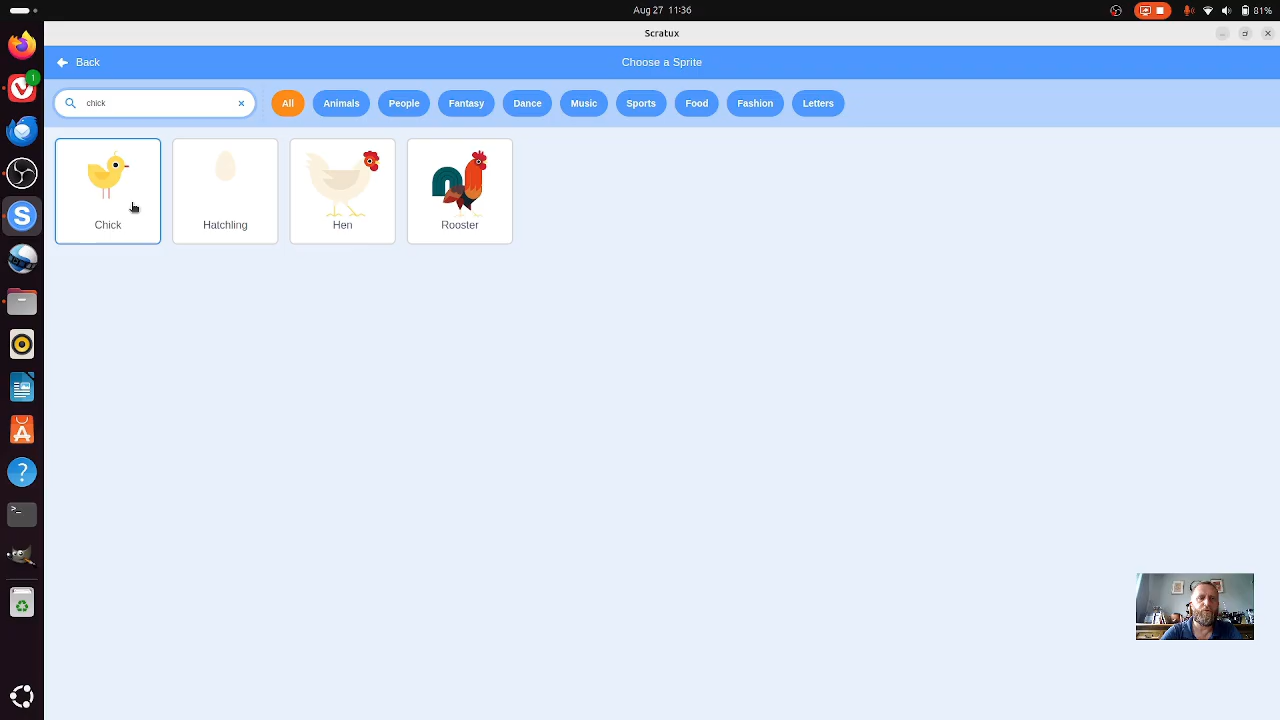 Aug 27 11:36
81%
Scratux
Back
Choose a Sprite
chick
All
Animals
People
Fantasy
Dance
Music
Sports
Food
Fashion
Letters
Chick
Hatchling
Hen
Rooster
1
S
A
?
>_